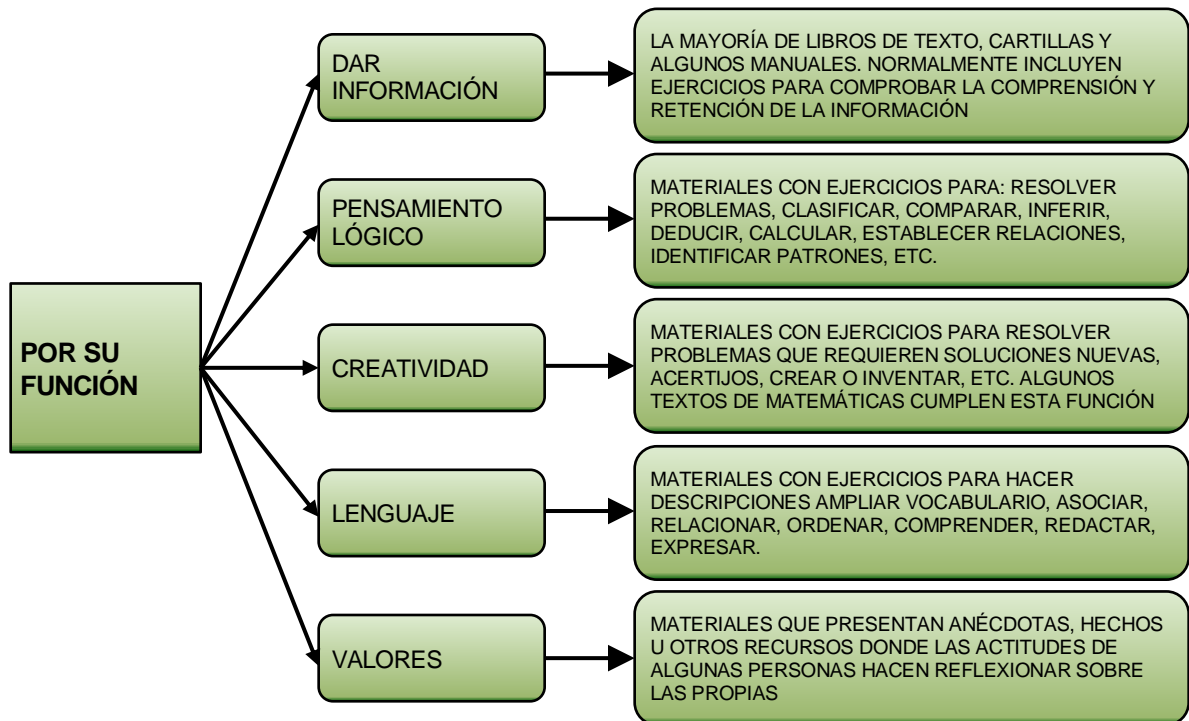 DAR
INFORMACIÓN
LA MAYORÍA DE LIBROS DE TEXTO, CARTILLAS Y
ALGUNOS MANUALES. NORMALMENTE INCLUYEN
EJERCICIOS PARA COMPROBAR LA COMPRENSIÓN Y
RETENCIÓN DE LA INFORMACIÓN
PENSAMIENTO
LÓGICO
MATERIALES CON EJERCICIOS PARA: RESOLVER
PROBLEMAS, CLASIFICAR, COMPARAR, INFERIR,
DEDUCIR, CALCULAR, ESTABLECER RELACIONES,
IDENTIFICAR PATRONES, ETC.
POR SU
FUNCIÓN
CREATIVIDAD
MATERIALES CON EJERCICIOS PARA RESOLVER
PROBLEMAS QUE REQUIEREN SOLUCIONES NUEVAS,
ACERTIJOS, CREAR O INVENTAR, ETC. ALGUNOS
TEXTOS DE MATEMÁTICAS CUMPLEN ESTA FUNCIÓN
LENGUAJE
MATERIALES CON EJERCICIOS PARA HACER
DESCRIPCIONES AMPLIAR VOCABULARIO, ASOCIAR,
RELACIONAR, ORDENAR, COMPRENDER, REDACTAR,
EXPRESAR.
VALORES
MATERIALES QUE PRESENTAN ANÉCDOTAS, HECHOS
U OTROS RECURSOS DONDE LAS ACTITUDES DE
ALGUNAS PERSONAS HACEN REFLEXIONAR SOBRE
LAS PROPIAS